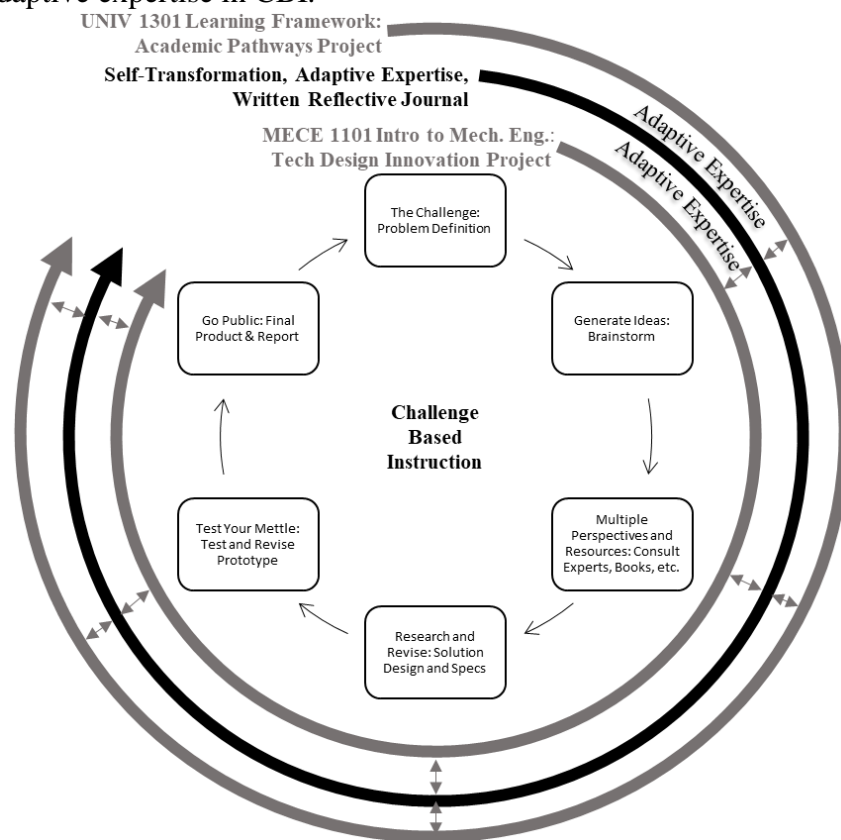 daptive expertise in CBI.
UNIV 1301 Learning Framework:
Academic Pathways Project
Self-Transformation, Adaptive Expertise,
Written Reflective Journal
MECE 1101 Intro to Mech. Eng.:
Tech Design Innovation Project
Adaptive Expertise
Adaptive Expertise
The Challenge:
Problem Definition
Generate Ideas:
Brainstorm
Multiple
Perspectives and
Resources: Consult
Experts, Books, etc.
Research and
Revise: Solution
Design and Specs
Test Your Mettle:
Test and Revise
Prototype
Go Public: Final
Product & Report
Challenge
Based
Instruction